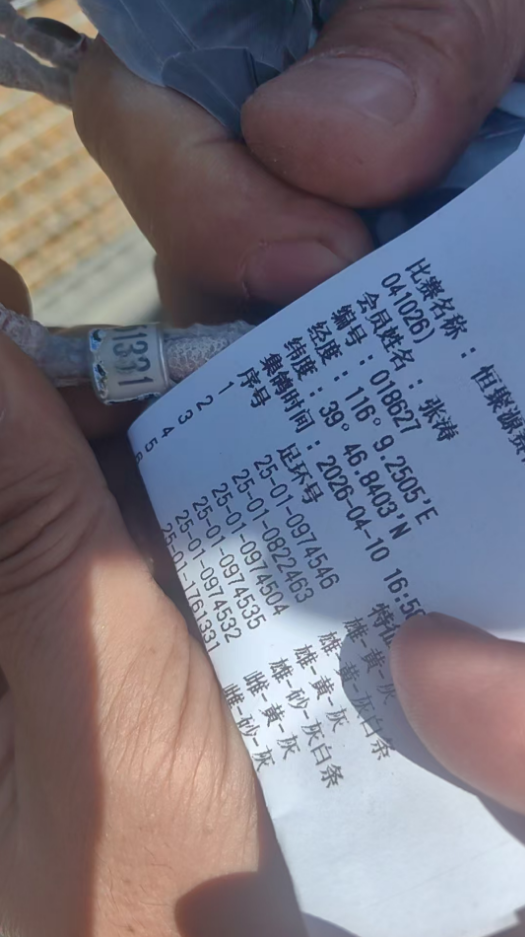 比赛名称：恒聚源赛
041026)
会员姓名：张涛
编号：018627
经度：116°9.2505'E
纬度：39°46.8403'N
集鸽时间：2026-04-10 16:5
序号 足环号 特
1 25-01-0974546 雄-黄-灰
2 25-01-0822463 雄-黄-灰白条
3 25-01-0974504 雄-黄-灰
4 25-01-0974535 雄-砂-灰白条
5 25-01-0974532 雌-黄-灰
25-01-1761331 雌-砂-灰
1331